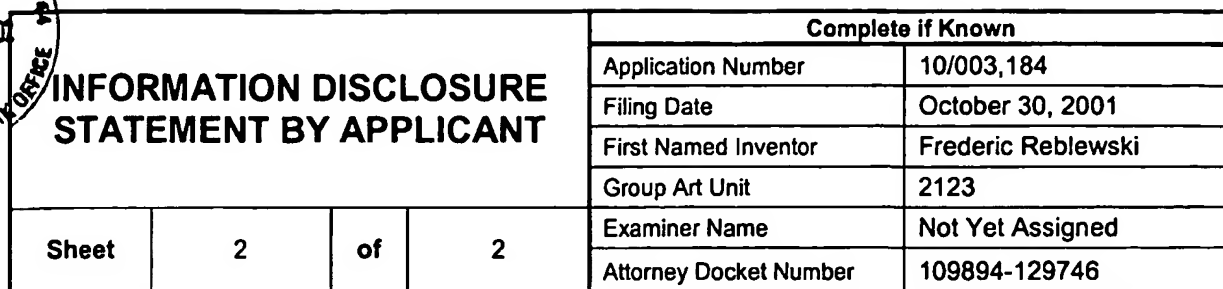 OFFICE
INFORMATION DISCLOSURE
STATEMENT BY APPLICANT
Sheet 2 of 2
Complete if Known
Application Number 10/003,184
Filing Date October 30, 2001
First Named Inventor Frederic Reblewski
Group Art Unit 2123
Examiner Name Not Yet Assigned
Attorney Docket Number 109894-129746